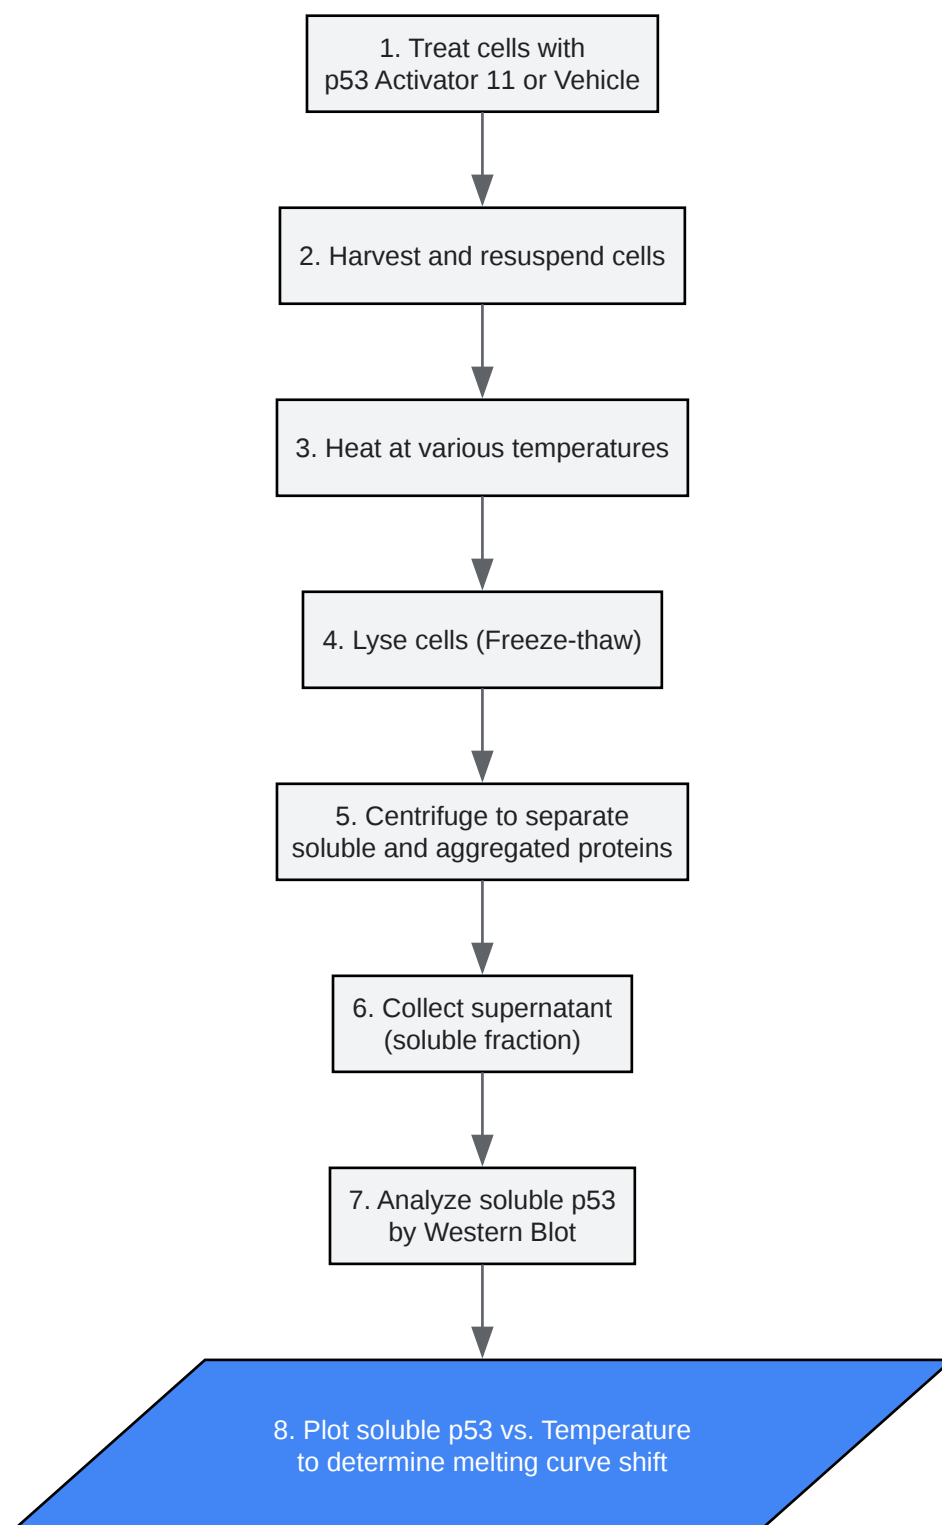 1. Treat cells with
p53 Activator 11 or Vehicle
2. Harvest and resuspend cells
3. Heat at various temperatures
4. Lyse cells (Freeze-thaw)
5. Centrifuge to separate
soluble and aggregated proteins
6. Collect supernatant
(soluble fraction)
7. Analyze soluble p53
by Western Blot
8. Plot soluble p53 vs. Temperature
to determine melting curve shift